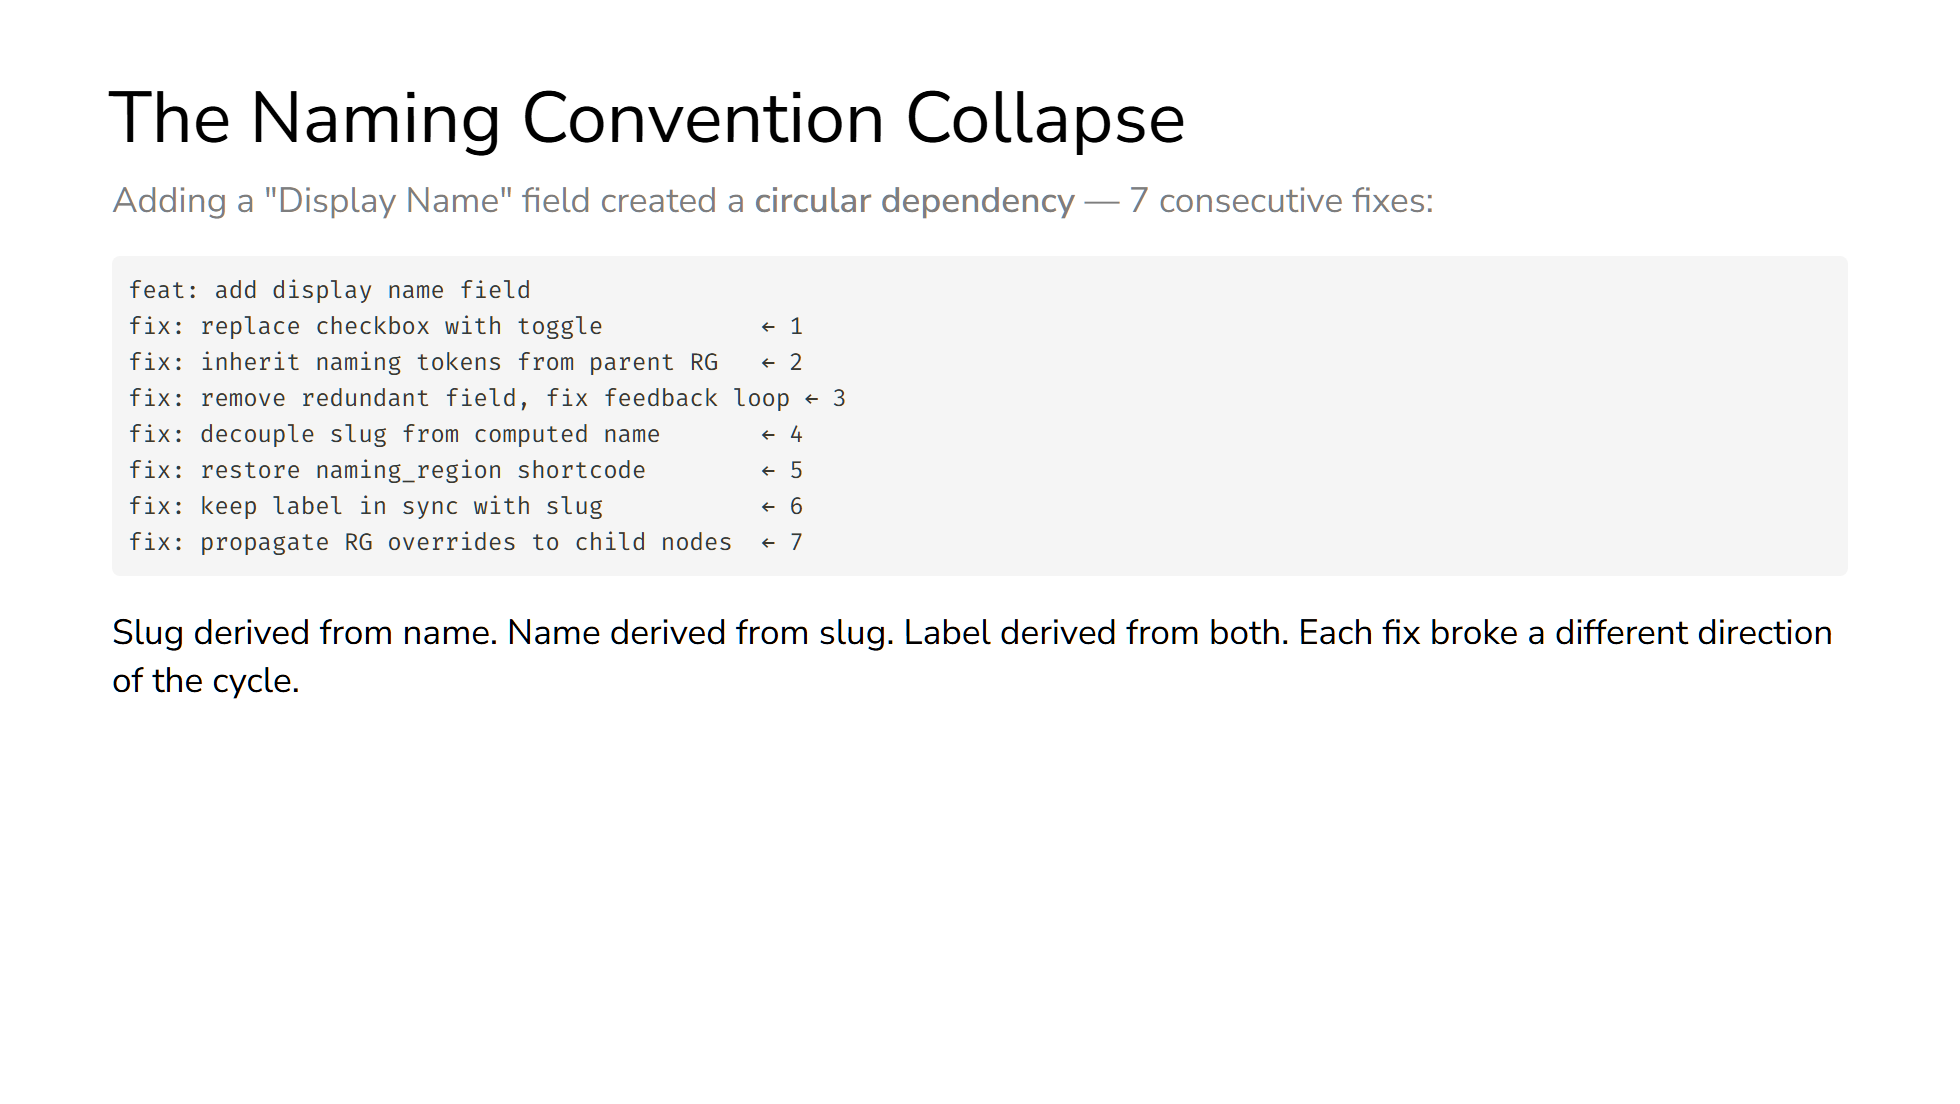 The Naming Convention Collapse
Adding a "Display Name" field created a circular dependency — 7 consecutive fixes:
feat: add display name field
fix: replace checkbox with toggle           ← 1
fix: inherit naming tokens from parent RG   ← 2
fix: remove redundant field, fix feedback loop ← 3
fix: decouple slug from computed name       ← 4
fix: restore naming_region shortcode        ← 5
fix: keep label in sync with slug           ← 6
fix: propagate RG overrides to child nodes  ← 7
Slug derived from name. Name derived from slug. Label derived from both. Each fix broke a different direction
of the cycle.